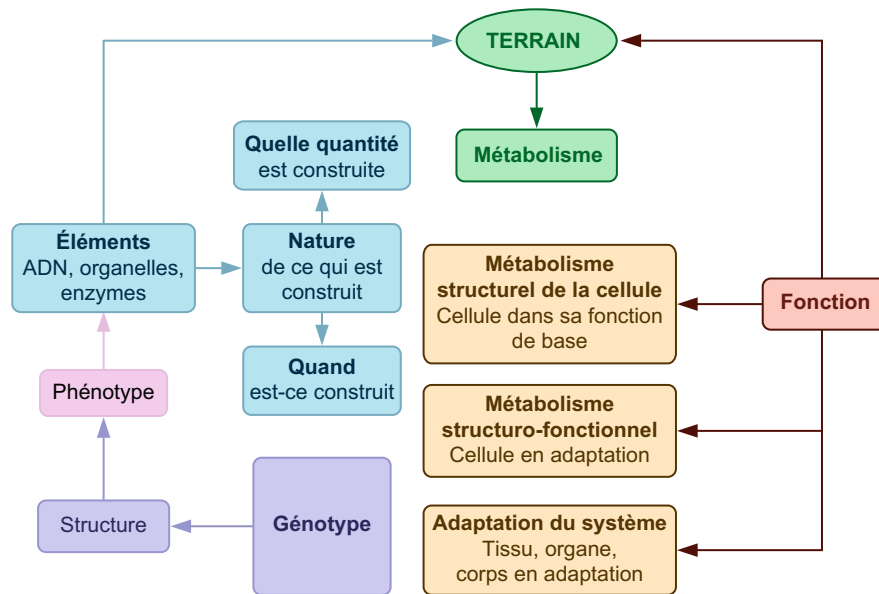 TERRAIN
Métabolisme
Quelle quantité
est construite
Éléments
ADN, organelles,
enzymes
Nature
de ce qui est
construit
Quand
est-ce construit
Phénotype
Structure
Génotype
Métabolisme
structurel de la cellule
Cellule dans sa fonction
de base
Fonction
Métabolisme
structuro-fonctionnel
Cellule en adaptation
Adaptation du système
Tissu, organe,
corps en adaptation